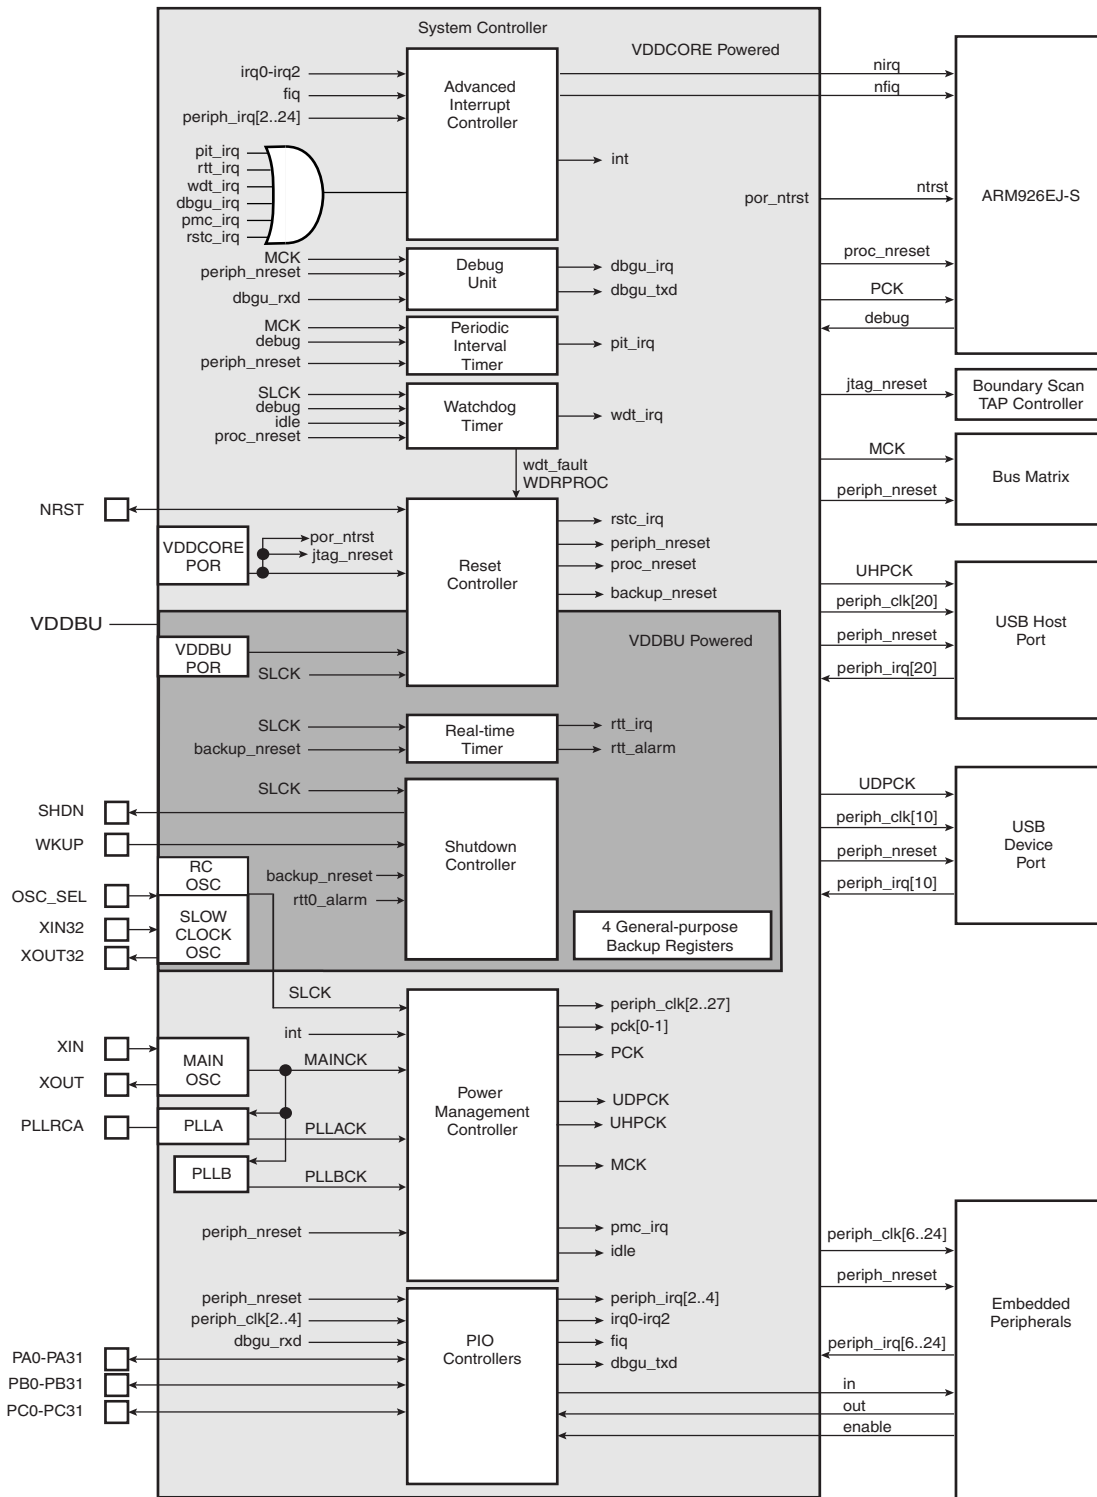 System Controller
VDDCORE Powered
irq0-irq2
fiq
periph_irq[2..24]
Advanced
Interrupt
Controller
nirq
nfiq
int
pit_irq
rtt_irq
wdt_irq
dbgu_irq
pmc_irq
rstc_irq
por_ntrst
ntrst
ARM926EJ-S
MCK
periph_nreset
dbgu_rxd
Debug
Unit
dbgu_irq
dbgu_txd
proc_nreset
PCK
debug
MCK
debug
periph_nreset
Periodic
Interval
Timer
pit_irq
SLCK
debug
idle
proc_nreset
Watchdog
Timer
wdt_irq
jtag_nreset
Boundary Scan
TAP Controller
wdt_fault
WDRPROC
MCK
periph_nreset
Bus Matrix
NRST
VDDCORE
POR
por_ntrst
jtag_nreset
Reset
Controller
rstc_irq
periph_nreset
proc_nreset
backup_nreset
UHPCK
periph_clk[20]
periph_nreset
periph_irq[20]
USB Host
Port
VDDBU
VDDBU Powered
VDDBU
POR
SLCK
SLCK
backup_nreset
Real-time
Timer
rtt_irq
rtt_alarm
SLCK
SHDN
WKUP
Shutdown
Controller
backup_nreset
rtt0_alarm
RC
OSC
OSC_SEL
XIN32
XOUT32
SLOW
CLOCK
OSC
4 General-purpose
Backup Registers
UDPCK
periph_clk[10]
periph_nreset
periph_irq[10]
USB
Device
Port
SLCK
int
XIN
XOUT
MAIN
OSC
MAINCK
PLLRCA
PLLA
PLLACK
PLLB
PLLBCK
periph_nreset
Power
Management
Controller
periph_clk[2..27]
pck[0-1]
PCK
UDPCK
UHPCK
MCK
pmc_irq
idle
periph_nreset
periph_clk[2..4]
dbgu_rxd
PA0-PA31
PB0-PB31
PC0-PC31
PIO
Controllers
periph_irq[2..4]
irq0-irq2
fiq
dbgu_txd
periph_clk[6..24]
periph_nreset
periph_irq[6..24]
in
out
enable
Embedded
Peripherals